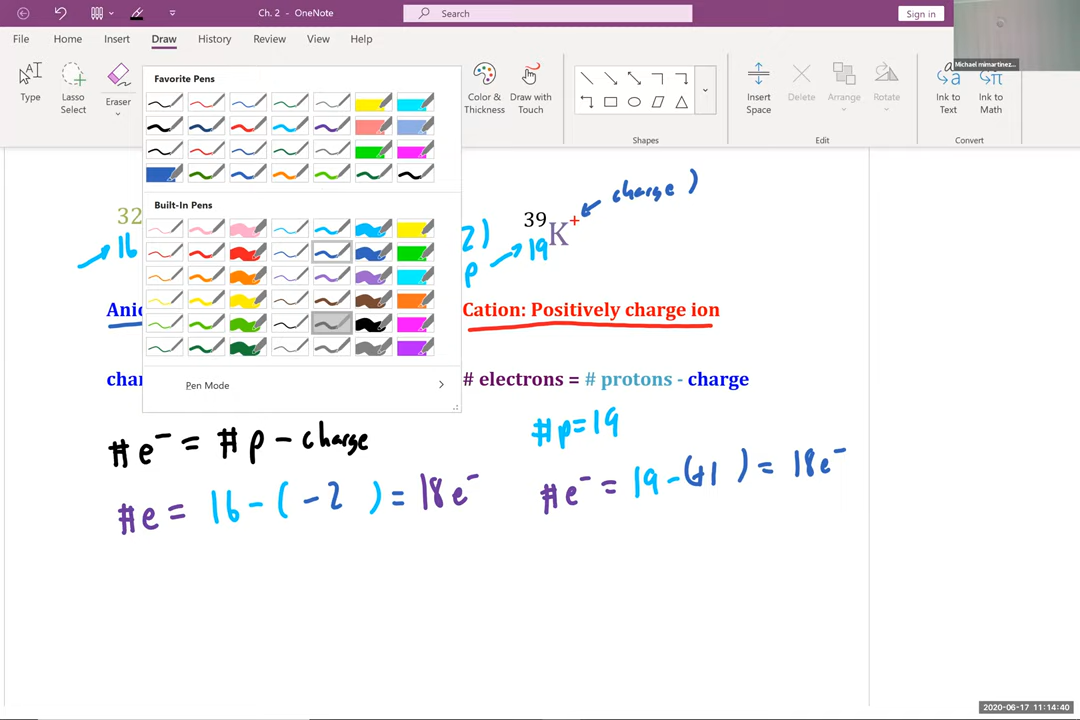 Ch. 2 - OneNote
Search
Sign in
File Home Insert Draw History Review View Help
Michael mimartinez...
Type
Lasso Select
Eraser
Favorite Pens
Color & Thickness
Draw with Touch
Shapes
Insert Space
Delete
Arrange
Rotate
Edit
Ink to Text
Ink to Math
Convert
Built-In Pens
Pen Mode
32
16
2)
p → 19
39
K+
← charge )
Anic
Cation: Positively charge ion
char
# electrons = # protons - charge
#e⁻ = #p - charge
#p=19
#e = 16-(-2) = 18e⁻
#e⁻ = 19-(+1) = 18e⁻
2020-06-17 11:14:40